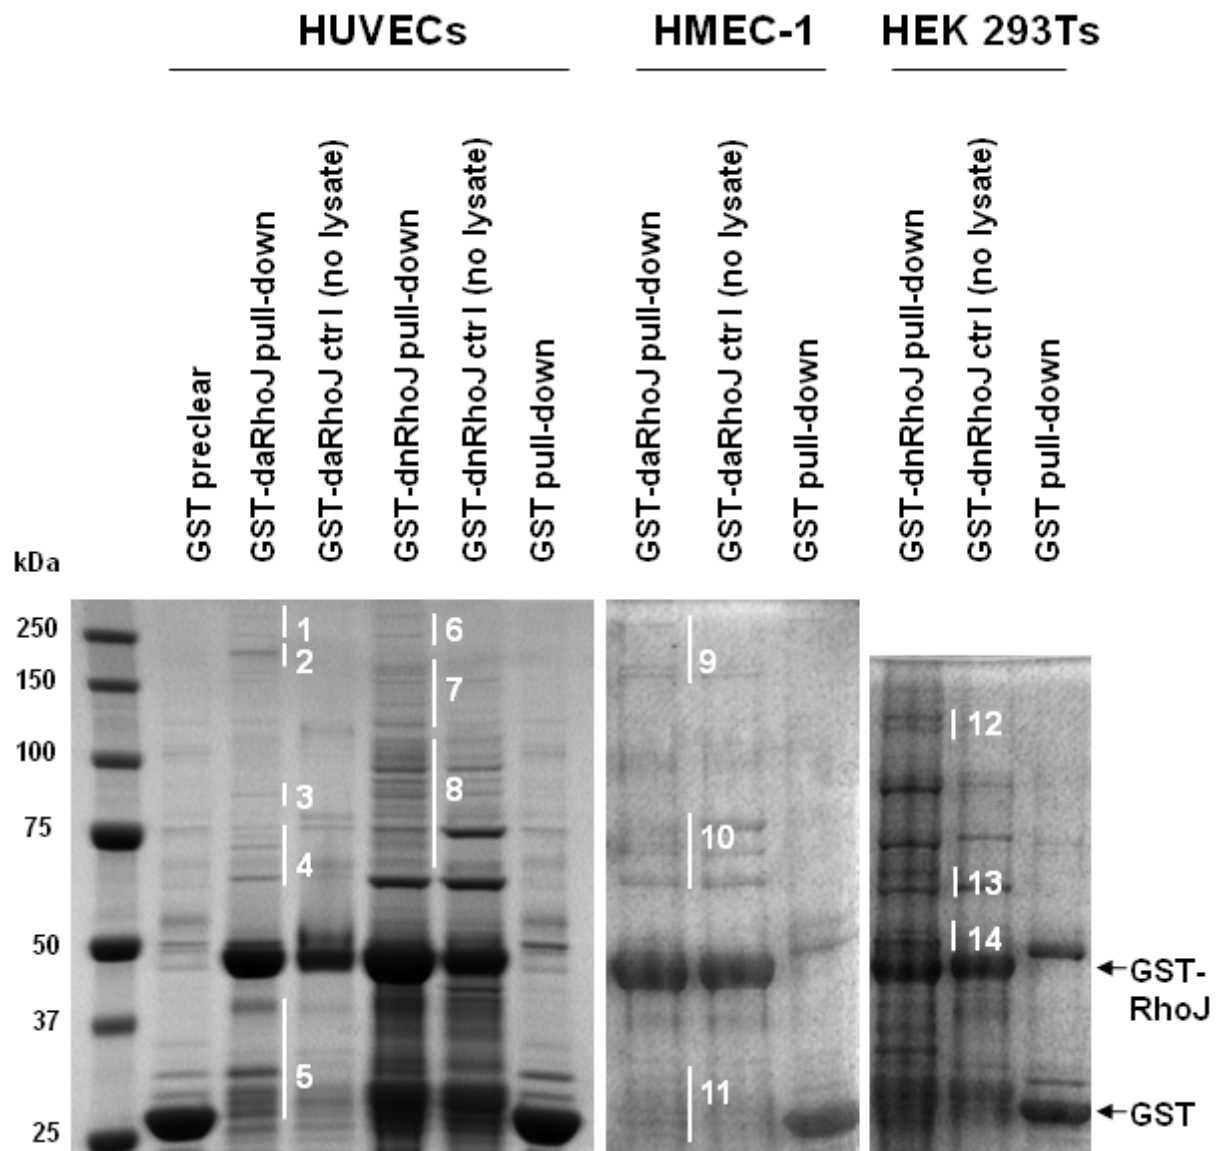 HUVECs HMEC-1 HEK 293Ts
GST preclear
GST-daRhoJ pull-down
GST-daRhoJ ctr l (no lysate)
GST-dnRhoJ pull-down
GST-dnRhoJ ctr l (no lysate)
GST pull-down
GST-daRhoJ pull-down
GST-daRhoJ ctrl (no lysate)
GST pull-down
GST-dnRhoJ pull-down
GST-dnRhoJ ctrl (no lysate)
GST pull-down
kDa
250
150
100
75
50
37
25
1
2
3
4
5
6
7
8
9
10
11
12
13
14
GST-
RhoJ
GST